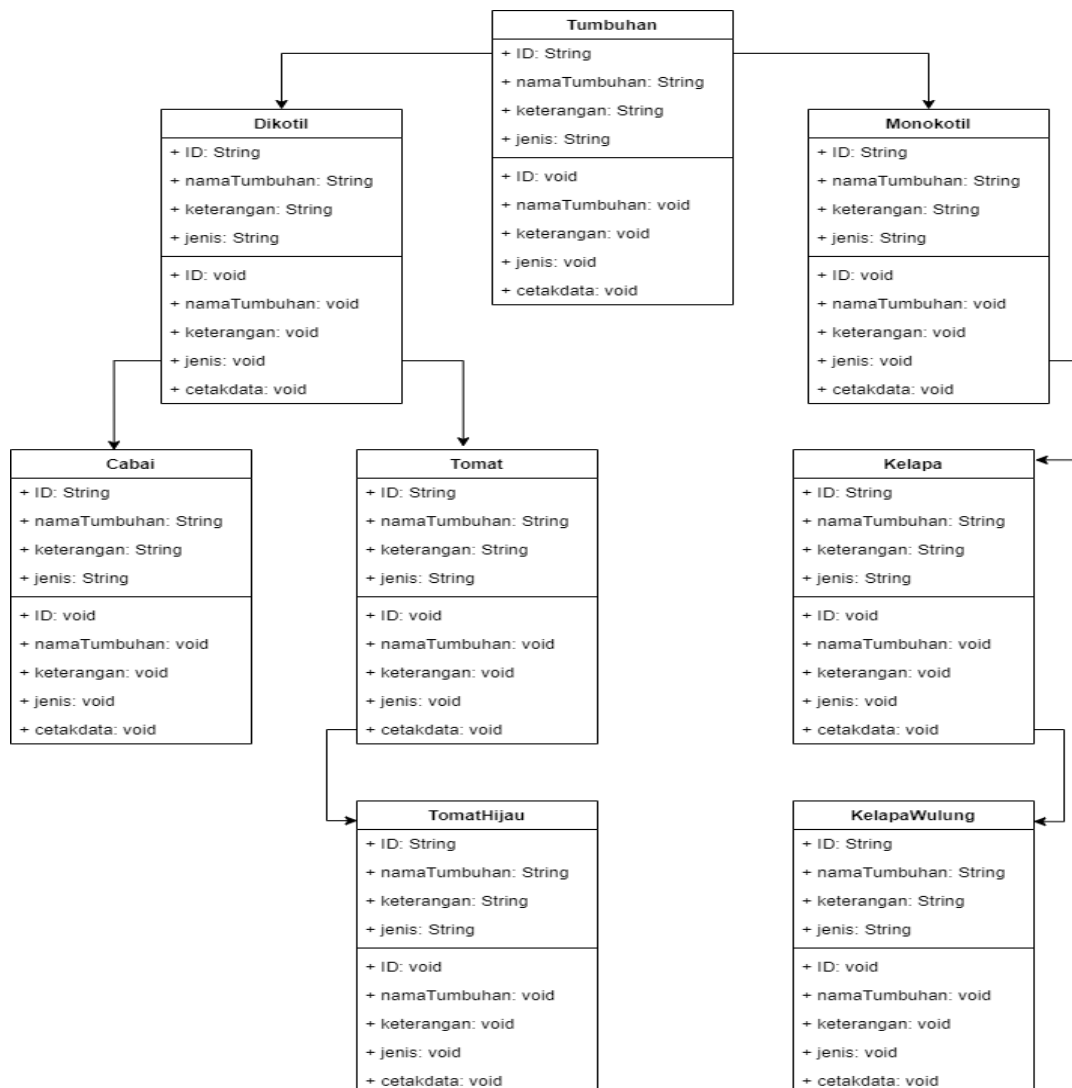 Tumbuhan
+ ID: String
+ namaTumbuhan: String
+ keterangan: String
+ jenis: String
+ ID: void
+ namaTumbuhan: void
+ keterangan: void
+ jenis: void
+ cetakdata: void
Dikotil
+ ID: String
+ namaTumbuhan: String
+ keterangan: String
+ jenis: String
+ ID: void
+ namaTumbuhan: void
+ keterangan: void
+ jenis: void
+ cetakdata: void
Monokotil
+ ID: String
+ namaTumbuhan: String
+ keterangan: String
+ jenis: String
+ ID: void
+ namaTumbuhan: void
+ keterangan: void
+ jenis: void
+ cetakdata: void
Cabai
+ ID: String
+ namaTumbuhan: String
+ keterangan: String
+ jenis: String
+ ID: void
+ namaTumbuhan: void
+ keterangan: void
+ jenis: void
+ cetakdata: void
Tomat
+ ID: String
+ namaTumbuhan: String
+ keterangan: String
+ jenis: String
+ ID: void
+ namaTumbuhan: void
+ keterangan: void
+ jenis: void
+ cetakdata: void
Kelapa
+ ID: String
+ namaTumbuhan: String
+ keterangan: String
+ jenis: String
+ ID: void
+ namaTumbuhan: void
+ keterangan: void
+ jenis: void
+ cetakdata: void
TomatHijau
+ ID: String
+ namaTumbuhan: String
+ keterangan: String
+ jenis: String
+ ID: void
+ namaTumbuhan: void
+ keterangan: void
+ jenis: void
+ cetakdata: void
KelapaWulung
+ ID: String
+ namaTumbuhan: String
+ keterangan: String
+ jenis: String
+ ID: void
+ namaTumbuhan: void
+ keterangan: void
+ jenis: void
+ cetakdata: void